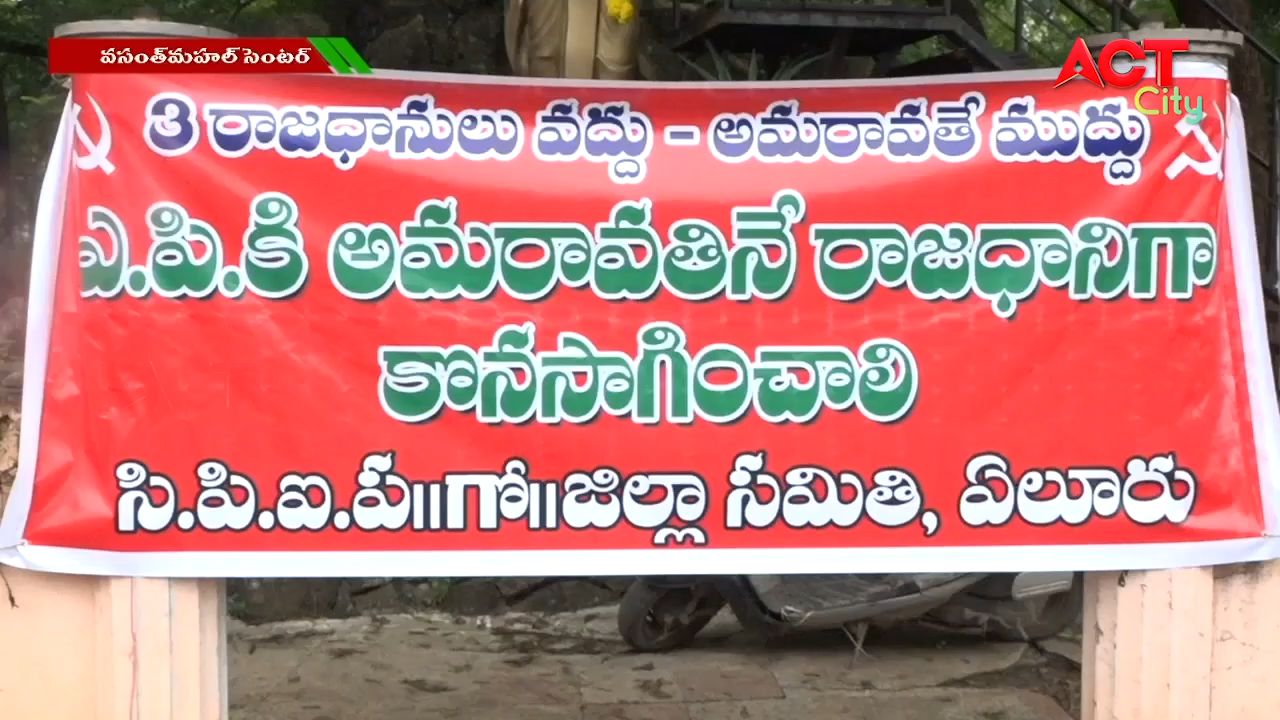 వసంత్‌మహల్ సెంటర్
ACT
City
3 రాజధానులు వద్దు - అమరావతే ముద్దు
ఎ.పి.కి అమరావతినే రాజధానిగా
కొనసాగించాలి
సి.పి.ఐ.ప॥గో॥జిల్లా సమితి, ఏలూరు